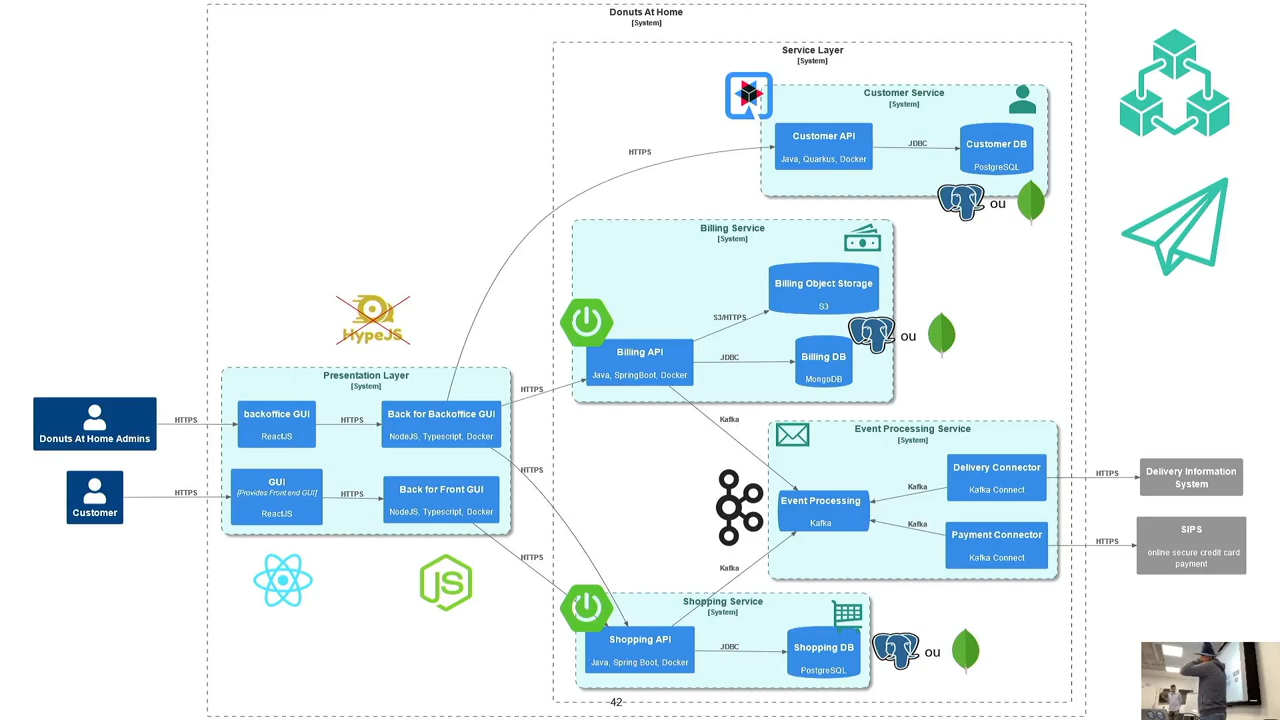 Donuts At Home
[System]
Service Layer
[System]
Customer Service
[System]
Customer API
Java, Quarkus, Docker
JDBC
Customer DB
PostgreSQL
HTTPS
ou
Billing Service
[System]
Billing Object Storage
S3
S3/HTTPS
ou
Billing API
Java, SpringBoot, Docker
JDBC
Billing DB
MongoDB
HypeJS
Presentation Layer
[System]
Donuts At Home Admins
HTTPS
backoffice GUI
ReactJS
HTTPS
Back for Backoffice GUI
NodeJS, Typescript, Docker
HTTPS
HTTPS
Customer
HTTPS
GUI
[Provides Front end GUI]
ReactJS
HTTPS
Back for Front GUI
NodeJS, Typescript, Docker
HTTPS
JS
Kafka
Event Processing Service
[System]
Event Processing
Kafka
Kafka
Delivery Connector
Kafka Connect
HTTPS
Delivery Information
System
Kafka
Payment Connector
Kafka Connect
HTTPS
SIPS
online secure credit card
payment
Kafka
Shopping Service
[System]
Shopping API
Java, Spring Boot, Docker
JDBC
Shopping DB
PostgreSQL
ou
42